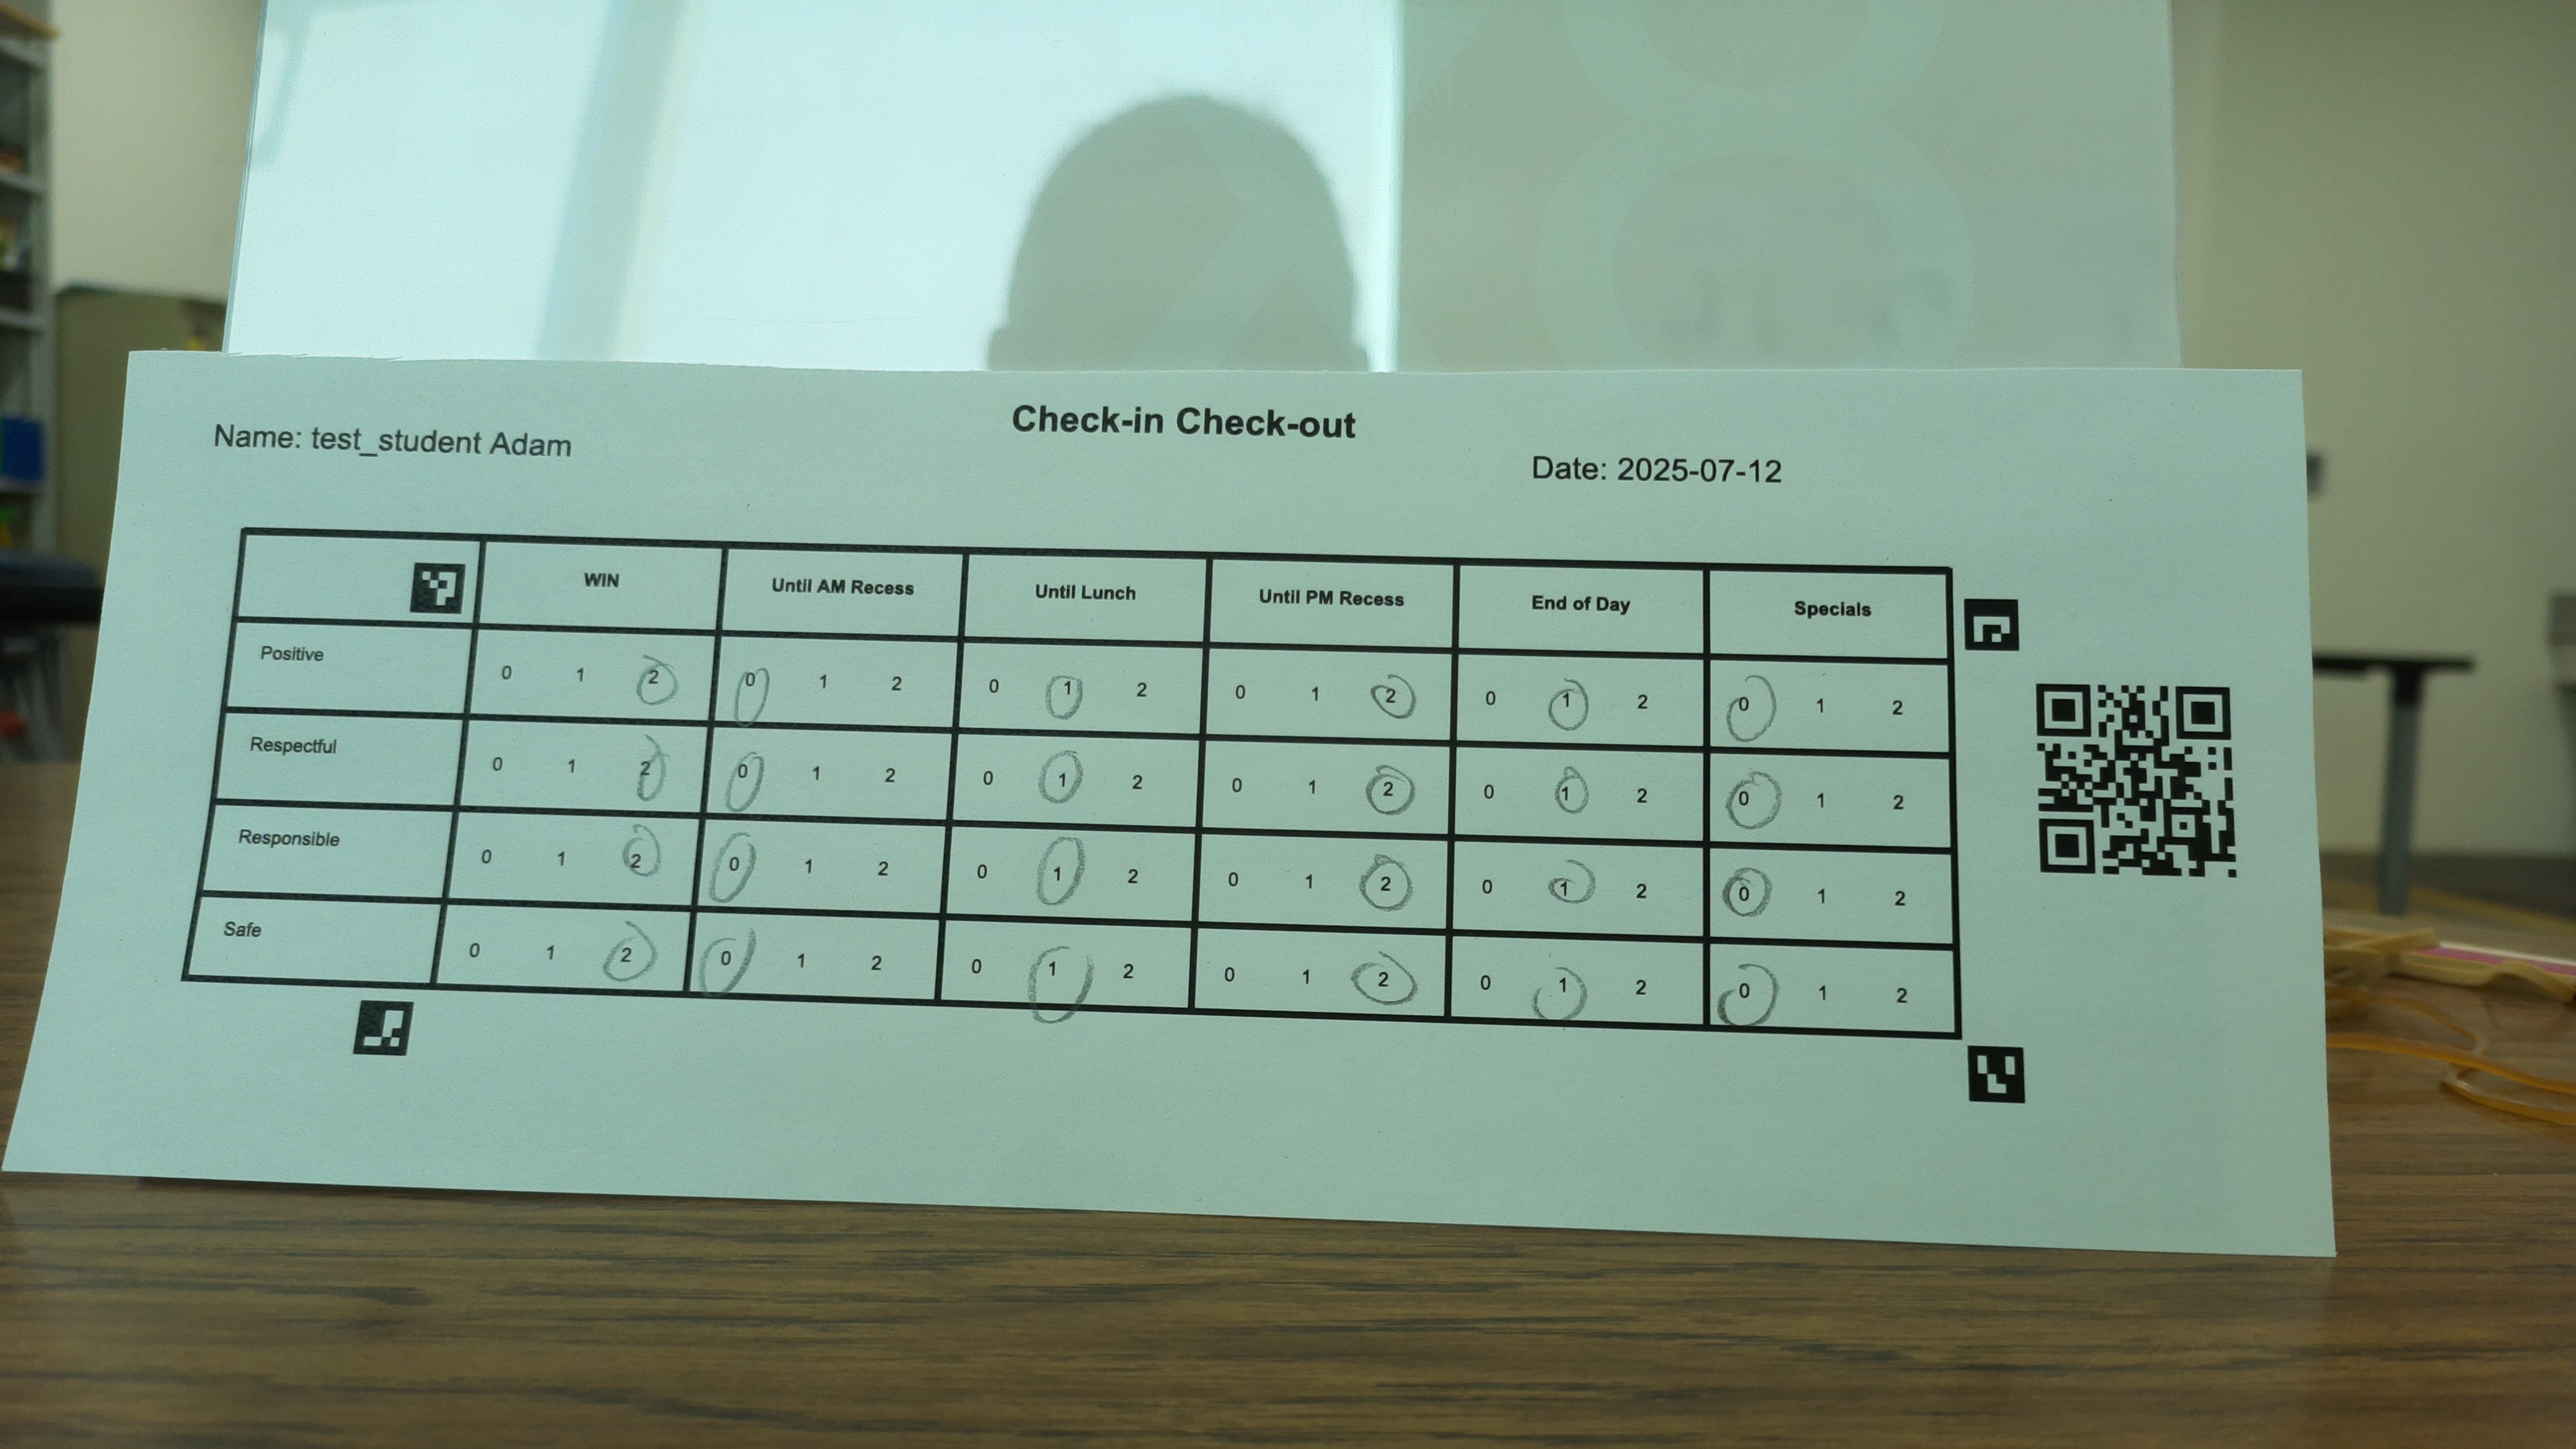 Check-in Check-out
Name: test_student Adam
Date: 2025-07-12
WIN Until AM Recess Until Lunch Until PM Recess End of Day Specials
Positive 0 1 2 0 1 2 0 1 2 0 1 2 0 1 2 0 1 2
Respectful 0 1 2 0 1 2 0 1 2 0 1 2 0 1 2 0 1 2
Responsible 0 1 2 0 1 2 0 1 2 0 1 2 0 1 2 0 1 2
Safe 0 1 2 0 1 2 0 1 2 0 1 2 0 1 2 0 1 2